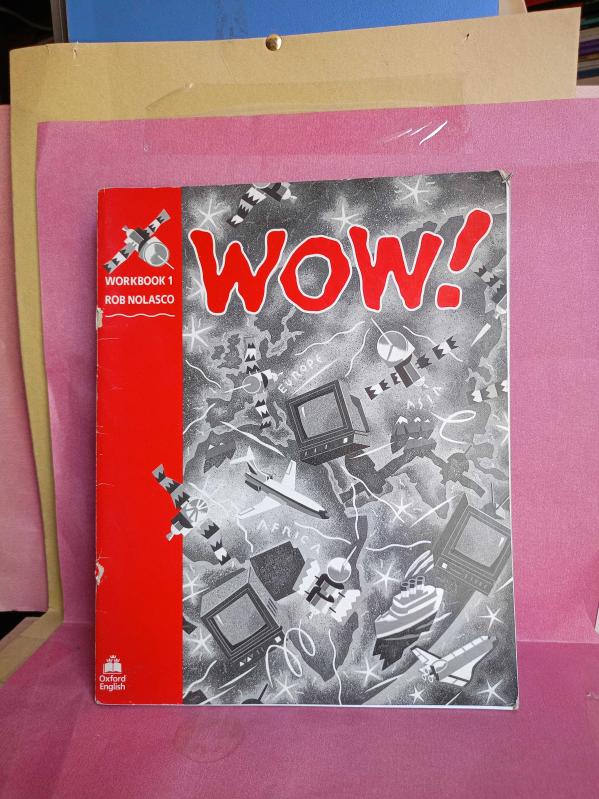 WORKBOOK 1
ROB NOLASCO
WOW!
EUROPE
ASIA
AFRICA
Oxford
English